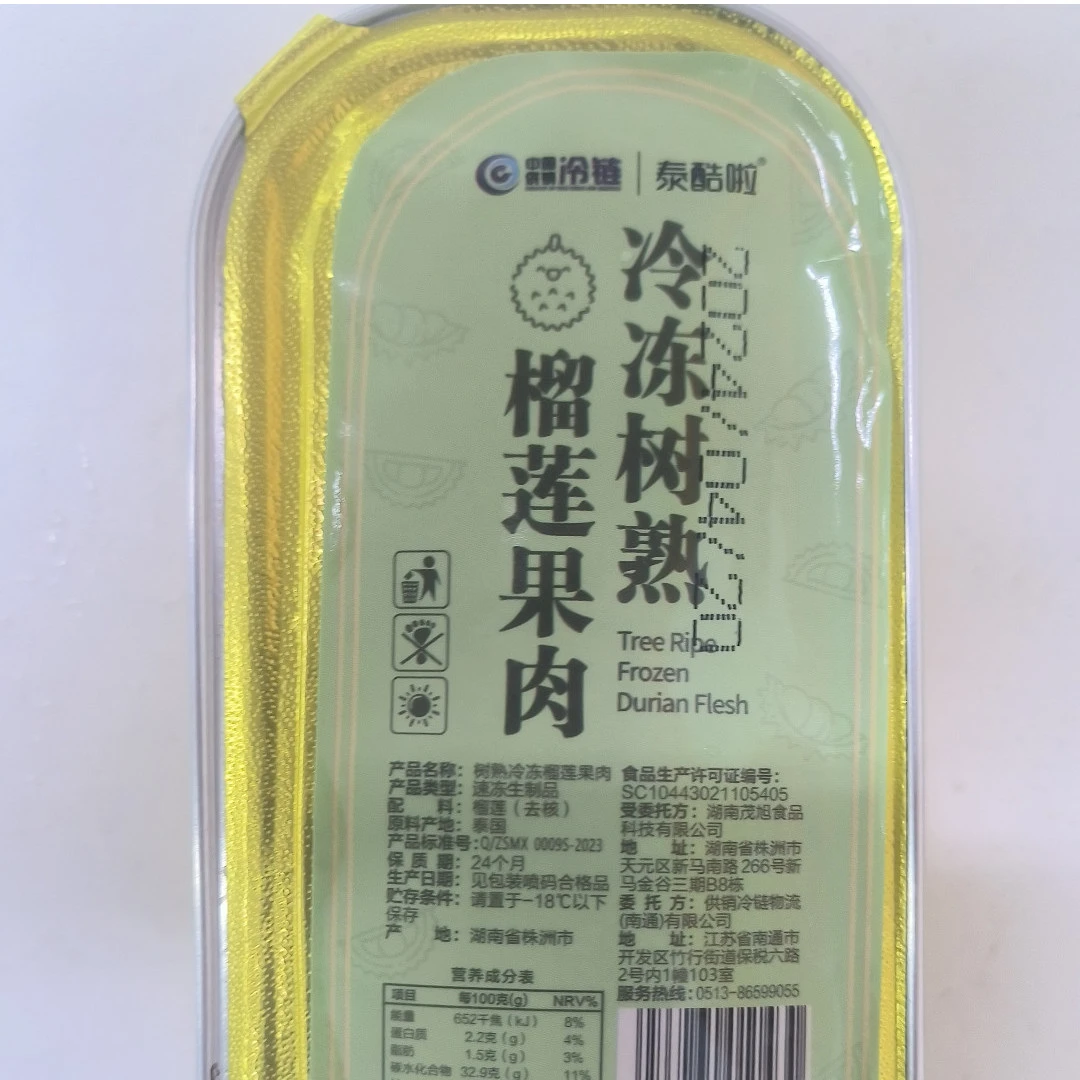 中国供销冷链 泰酷啦®
冷冻树熟
榴莲果肉
Tree Ripe
Frozen
Durian Flesh
产品名称：树熟冷冻榴莲果肉
产品类型：速冻生制品
配 料：榴莲（去核）
原料产地：泰国
产品标准号：Q/ZSMX 0009S-2023
保 质 期：24个月
生产日期：见包装喷码合格品
贮存条件：请置于-18℃以下
保存
产 地：湖南省株洲市
食品生产许可证编号：
SC10443021105405
受委托方：湖南茂旭食品
科技有限公司
地 址：湖南省株洲市
天元区新马南路266号新
马金谷三期B8栋
委 托 方：供销冷链物流
(南通)有限公司
地 址：江苏省南通市
开发区竹行街道保税六路
2号内1幢103室
服务热线：0513-86599055
营养成分表
项目 每100克(g) NRV%
能量 652千焦（kJ） 8%
蛋白质 2.2克（g） 4%
脂肪 1.5克（g） 3%
碳水化合物 32.9克（g） 11%